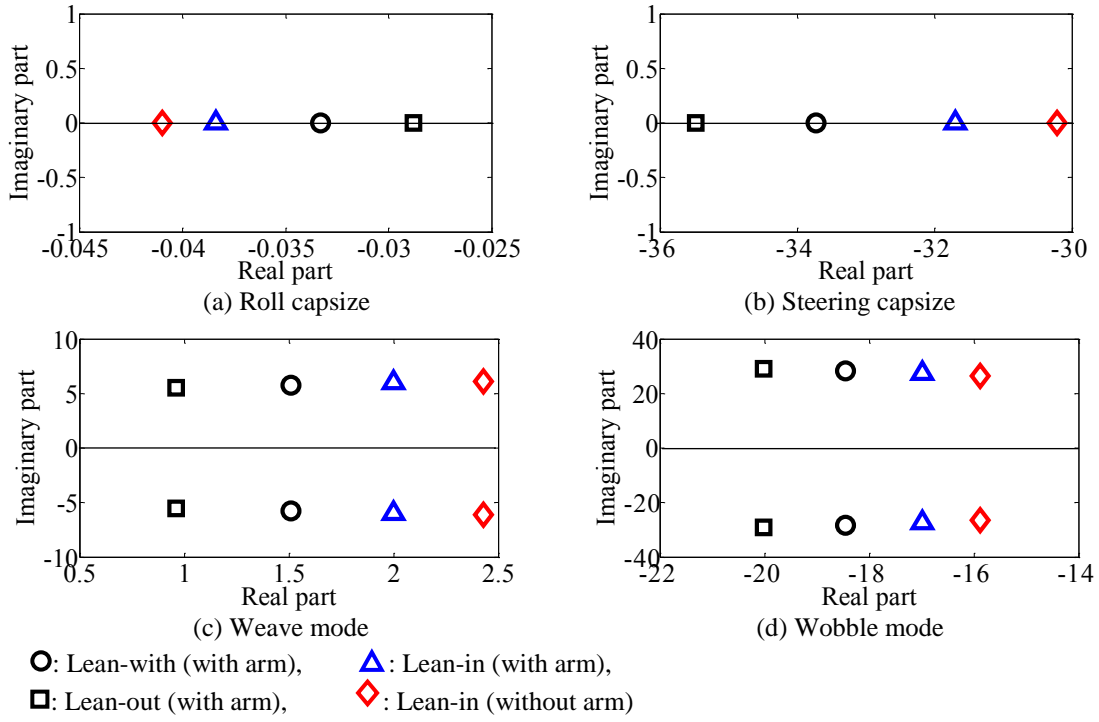 1
0.5
0
-0.5
-1
Imaginary part
-0.045 -0.04 -0.035 -0.03 -0.025
Real part
(a) Roll capsize
1
0.5
0
-0.5
-1
Imaginary part
-36 -34 -32 -30
Real part
(b) Steering capsize
10
5
0
-5
-10
Imaginary part
0.5 1 1.5 2 2.5
Real part
(c) Weave mode
40
20
0
-20
-40
Imaginary part
-22 -20 -18 -16 -14
Real part
(d) Wobble mode
: Lean-with (with arm), : Lean-in (with arm),
: Lean-out (with arm), : Lean-in (without arm)